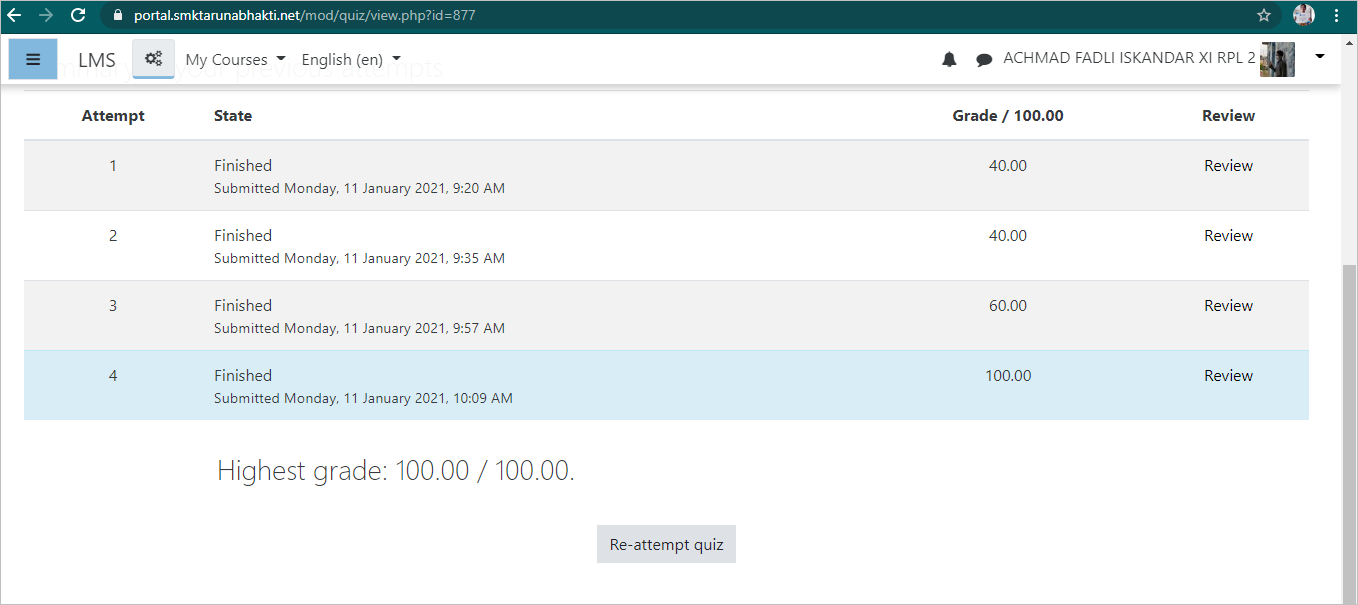 portal.smktarunabhakti.net/mod/quiz/view.php?id=877
LMS My Courses English (en) ACHMAD FADLI ISKANDAR XI RPL 2
your previous attempts
Attempt State Grade / 100.00 Review
1 Finished 40.00 Review
Submitted Monday, 11 January 2021, 9:20 AM
2 Finished 40.00 Review
Submitted Monday, 11 January 2021, 9:35 AM
3 Finished 60.00 Review
Submitted Monday, 11 January 2021, 9:57 AM
4 Finished 100.00 Review
Submitted Monday, 11 January 2021, 10:09 AM
Highest grade: 100.00 / 100.00.
Re-attempt quiz